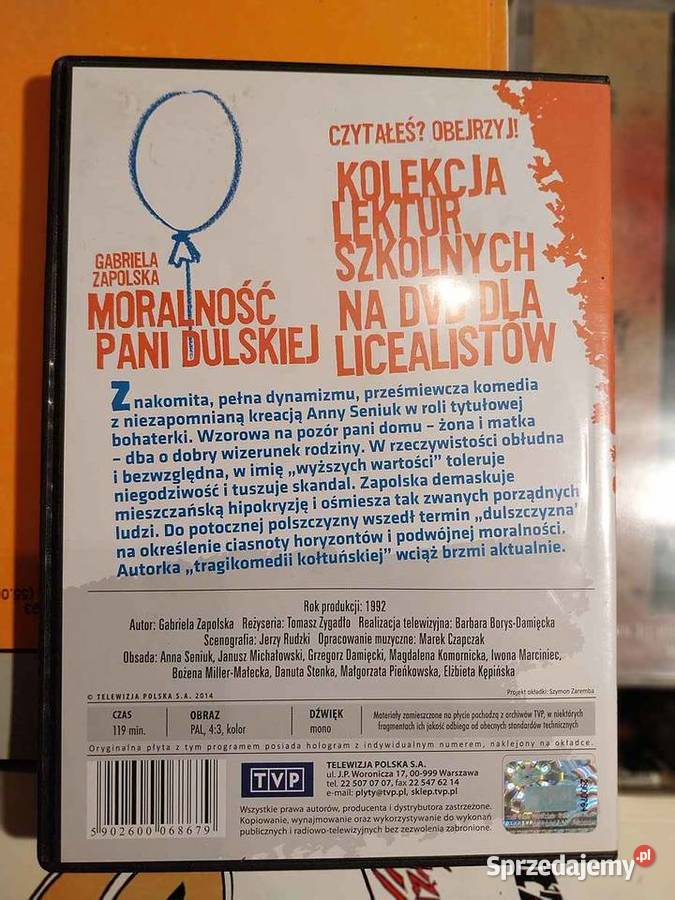 CZYTAŁEŚ? OBEJRZYJ!
KOLEKCJA
LEKTUR
SZKOLNYCH
NA DVD DLA
LICEALISTÓW
GABRIELA
ZAPOLSKA
MORALNOŚĆ
PANI DULSKIEJ
Znakomita, pełna dynamizmu, prześmiewcza komedia
z niezapomnianą kreacją Anny Seniuk w roli tytułowej
bohaterki. Wzorowa na pozór pani domu – żona i matka
– dba o dobry wizerunek rodziny. W rzeczywistości obłudna
i bezwzględna, w imię „wyższych wartości" toleruje
niegodziwość i tuszuje skandal. Zapolska demaskuje
mieszczańską hipokryzję i ośmiesza tak zwanych porządnych
ludzi. Do potocznej polszczyzny wszedł termin „dulszczyzna"
na określenie ciasnoty horyzontów i podwójnej moralności.
Autorka „tragikomedii kołtuńskiej" wciąż brzmi aktualnie.
Rok produkcji: 1992
Autor: Gabriela Zapolska Reżyseria: Tomasz Zygadło Realizacja telewizyjna: Barbara Borys-Damięcka
Scenografia: Jerzy Rudzki Opracowanie muzyczne: Marek Czapczak
Obsada: Anna Seniuk, Janusz Michałowski, Grzegorz Damięcki, Magdalena Komornicka, Iwona Marciniec,
Bożena Miller-Małecka, Danuta Stenka, Małgorzata Pieńkowska, Elżbieta Kępińska
Projekt okładki: Szymon Zaremba
© TELEWIZJA POLSKA S.A. 2014
CZAS
119 min.
OBRAZ
PAL, 4:3, kolor
DŹWIĘK
mono
Materiały zamieszczone na płycie pochodzą z archiwów TVP, w niektórych
fragmentach ich jakość odbiega od obecnych standardów technicznych
Oryginalna płyta z tym programem posiada hologram z indywidualnym numerem, naklejony na okładce.
5 902600 068679
TVP
TELEWIZJA POLSKA S.A.
ul. J.P. Woronicza 17, 00-999 Warszawa
tel. 22 507 07 07, fax 22 547 62 14
e-mail: plyty@tvp.pl, sklep.tvp.pl
Wszystkie prawa autorów, producenta i dystrybutora zastrzeżone.
Kopiowanie, wynajmowanie oraz wykorzystywanie do wykonań
publicznych i radiowo-telewizyjnych bez zezwolenia zabronione.
Sprzedajemy.pl